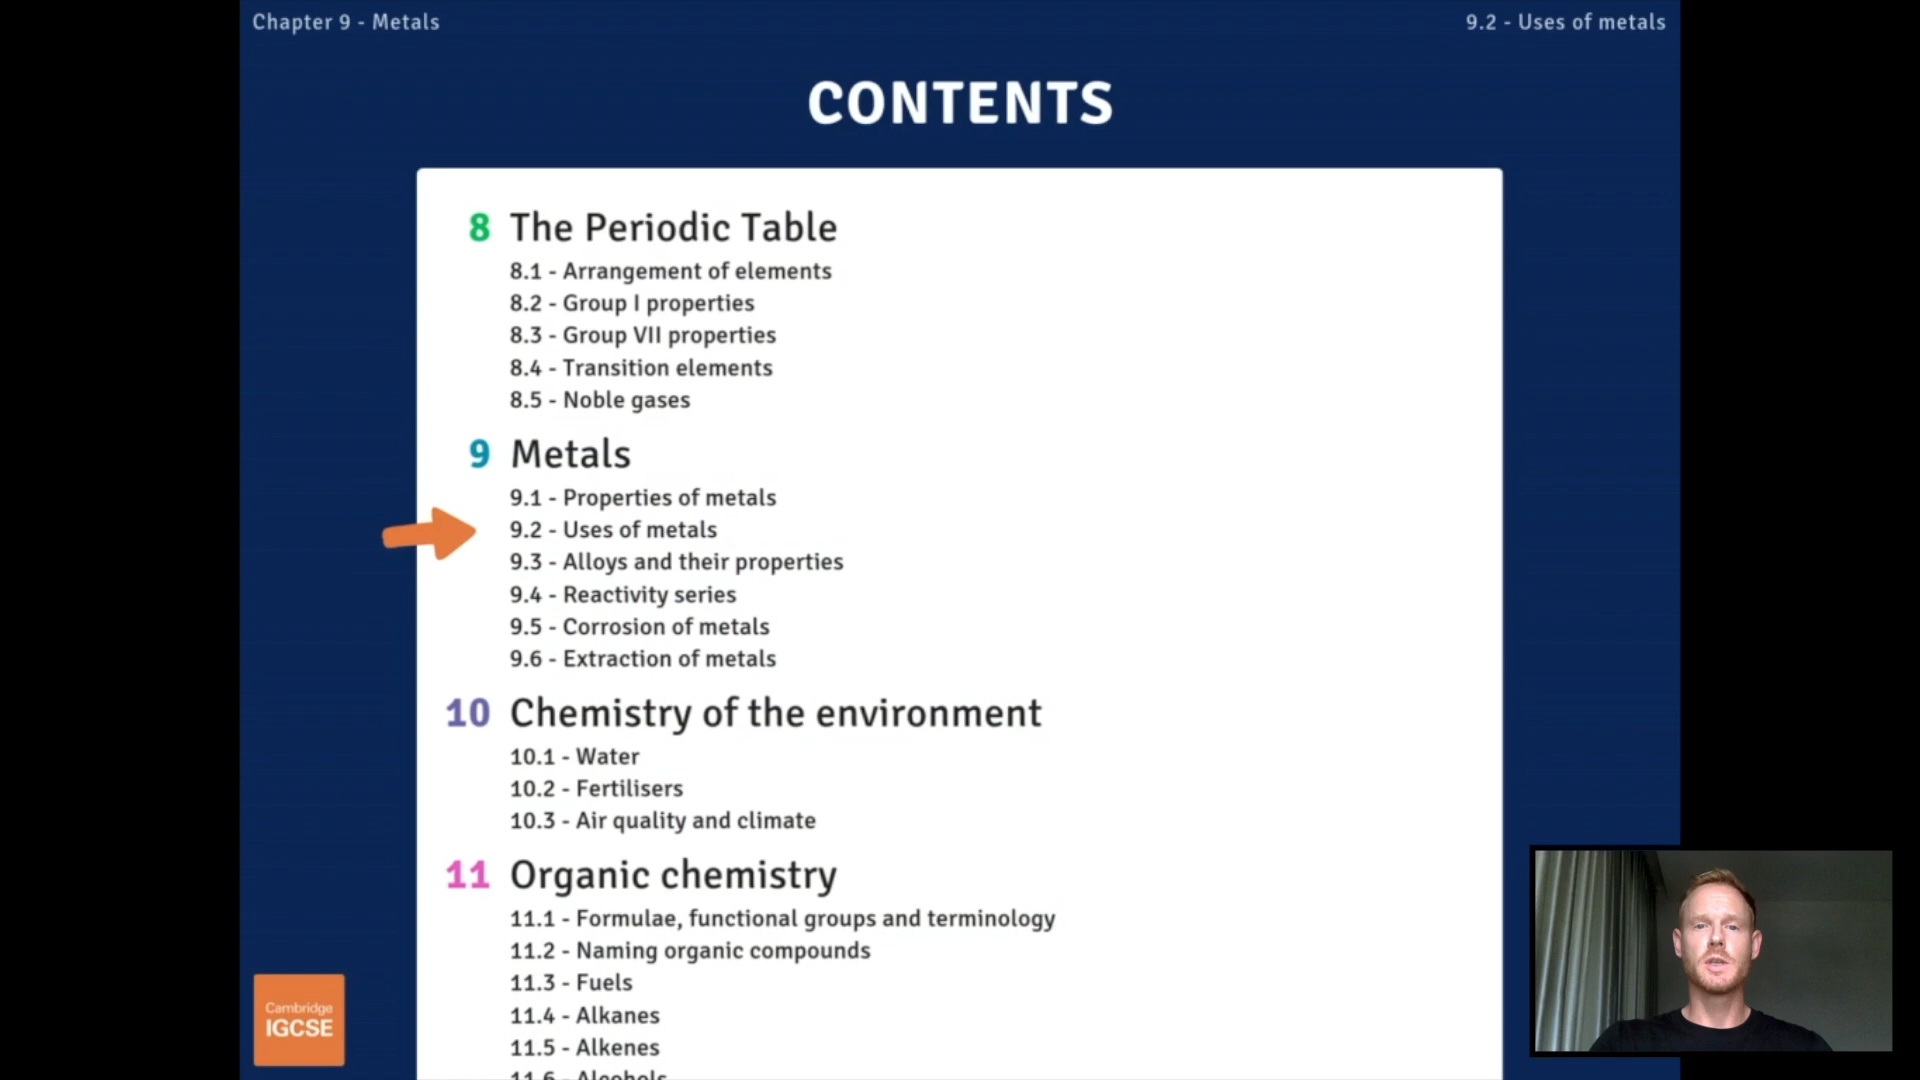 Chapter 9 - Metals
9.2 - Uses of metals
CONTENTS
8 The Periodic Table
8.1 - Arrangement of elements
8.2 - Group I properties
8.3 - Group VII properties
8.4 - Transition elements
8.5 - Noble gases
9 Metals
9.1 - Properties of metals
9.2 - Uses of metals
9.3 - Alloys and their properties
9.4 - Reactivity series
9.5 - Corrosion of metals
9.6 - Extraction of metals
10 Chemistry of the environment
10.1 - Water
10.2 - Fertilisers
10.3 - Air quality and climate
11 Organic chemistry
11.1 - Formulae, functional groups and terminology
11.2 - Naming organic compounds
11.3 - Fuels
11.4 - Alkanes
11.5 - Alkenes
11.6 - Alcohols
Cambridge
IGCSE